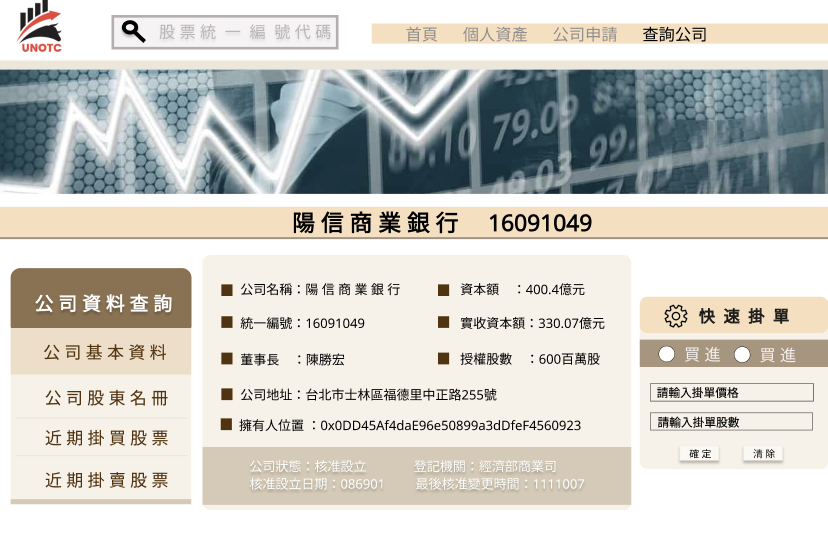 UNOTC
股票統一編號代碼
首頁 個人資產 公司申請 查詢公司
43.5
85.10 79.09
99.
49.03
陽信商業銀行 16091049
公司資料查詢
公司基本資料
公司股東名冊
近期掛買股票
近期掛賣股票
公司名稱：陽信商業銀行 資本額 ：400.4億元
統一編號：16091049 實收資本額：330.07億元
董事長 ：陳勝宏 授權股數 ：600百萬股
公司地址：台北市士林區福德里中正路255號
擁有人位置 ：0x0DD45Af4daE96e50899a3dDfeF4560923
公司狀態：核准設立 登記機關：經濟部商業司
核准設立日期：086901 最後核准變更時間：1111007
快速掛單
買進 買進
請輸入掛單價格
請輸入掛單股數
確定 清除